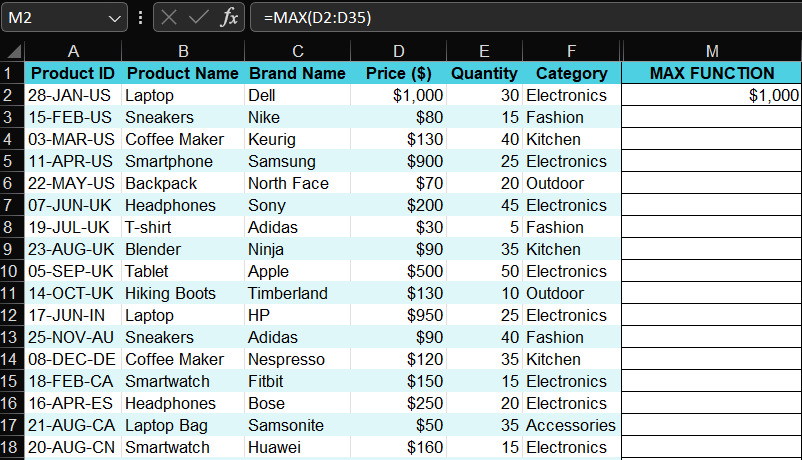 M2 fx =MAX(D2:D35)
A B C D E F M
1 Product ID Product Name Brand Name Price ($) Quantity Category MAX FUNCTION
2 28-JAN-US Laptop Dell $1,000 30 Electronics $1,000
3 15-FEB-US Sneakers Nike $80 15 Fashion
4 03-MAR-US Coffee Maker Keurig $130 40 Kitchen
5 11-APR-US Smartphone Samsung $900 25 Electronics
6 22-MAY-US Backpack North Face $70 20 Outdoor
7 07-JUN-UK Headphones Sony $200 45 Electronics
8 19-JUL-UK T-shirt Adidas $30 5 Fashion
9 23-AUG-UK Blender Ninja $90 35 Kitchen
10 05-SEP-UK Tablet Apple $500 50 Electronics
11 14-OCT-UK Hiking Boots Timberland $130 10 Outdoor
12 17-JUN-IN Laptop HP $950 25 Electronics
13 25-NOV-AU Sneakers Adidas $90 40 Fashion
14 08-DEC-DE Coffee Maker Nespresso $120 35 Kitchen
15 18-FEB-CA Smartwatch Fitbit $150 15 Electronics
16 16-APR-ES Headphones Bose $250 20 Electronics
17 21-AUG-CA Laptop Bag Samsonite $50 35 Accessories
18 20-AUG-CN Smartwatch Huawei $160 15 Electronics